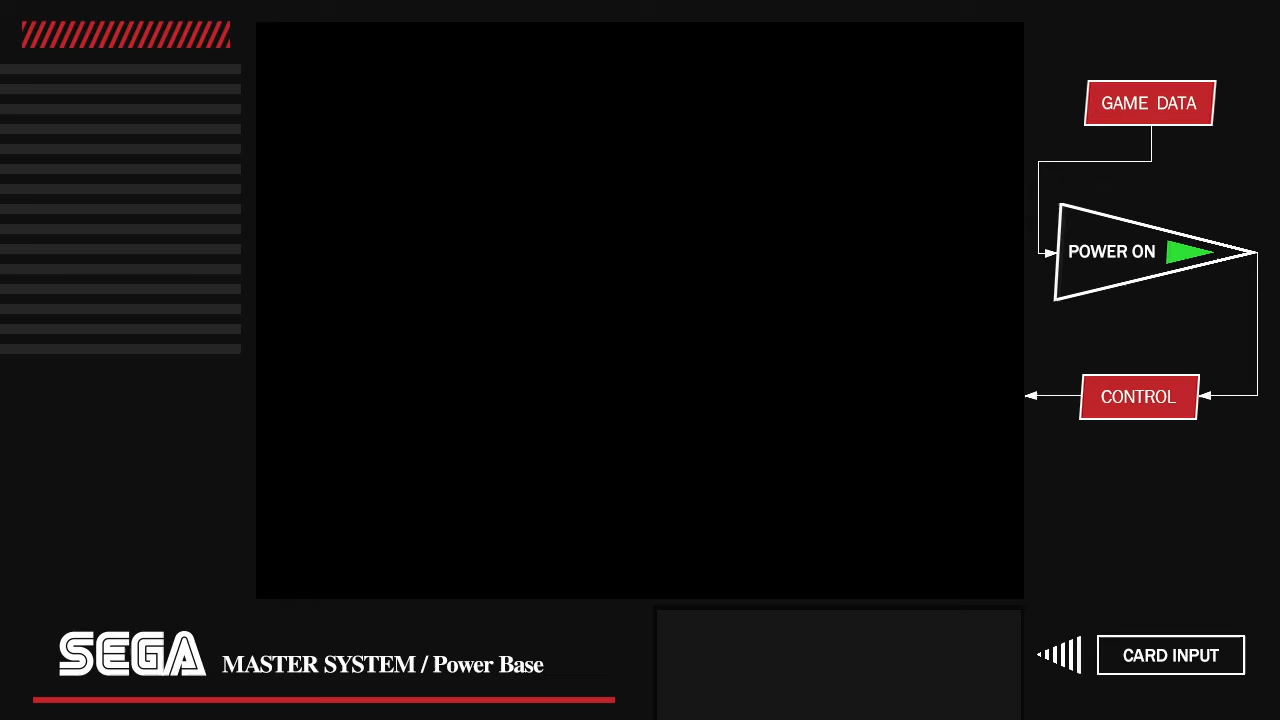 GAME DATA
POWER ON
CONTROL
SEGA MASTER SYSTEM / Power Base
CARD INPUT